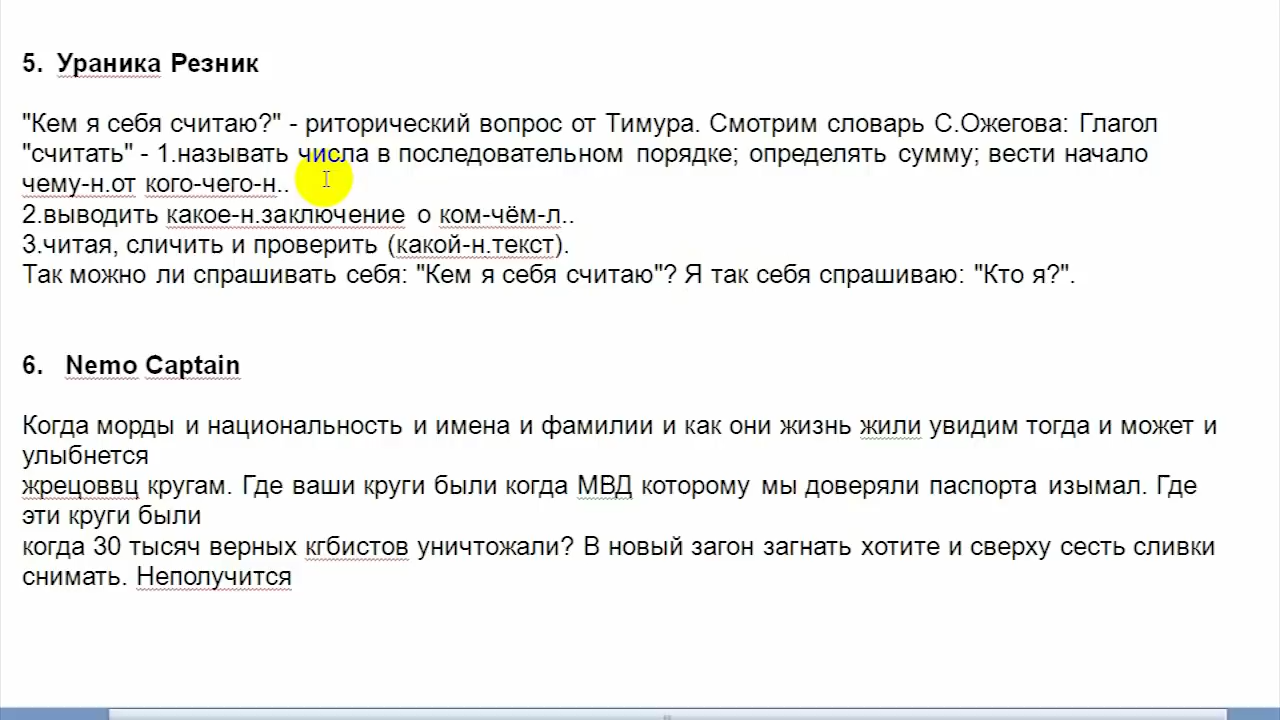 5. Ураника Резник
"Кем я себя считаю?" - риторический вопрос от Тимура. Смотрим словарь С.Ожегова: Глагол
"считать" - 1.называть числа в последовательном порядке; определять сумму; вести начало
чему-н.от кого-чего-н..
2.выводить какое-н.заключение о ком-чём-л..
3.читая, сличить и проверить (какой-н.текст).
Так можно ли спрашивать себя: "Кем я себя считаю"? Я так себя спрашиваю: "Кто я?".
6. Nemo Captain
Когда морды и национальность и имена и фамилии и как они жизнь жили увидим тогда и может и
улыбнется
жрецоввц кругам. Где ваши круги были когда МВД которому мы доверяли паспорта изымал. Где
эти круги были
когда 30 тысяч верных кгбистов уничтожали? В новый загон загнать хотите и сверху сесть сливки
снимать. Неполучится